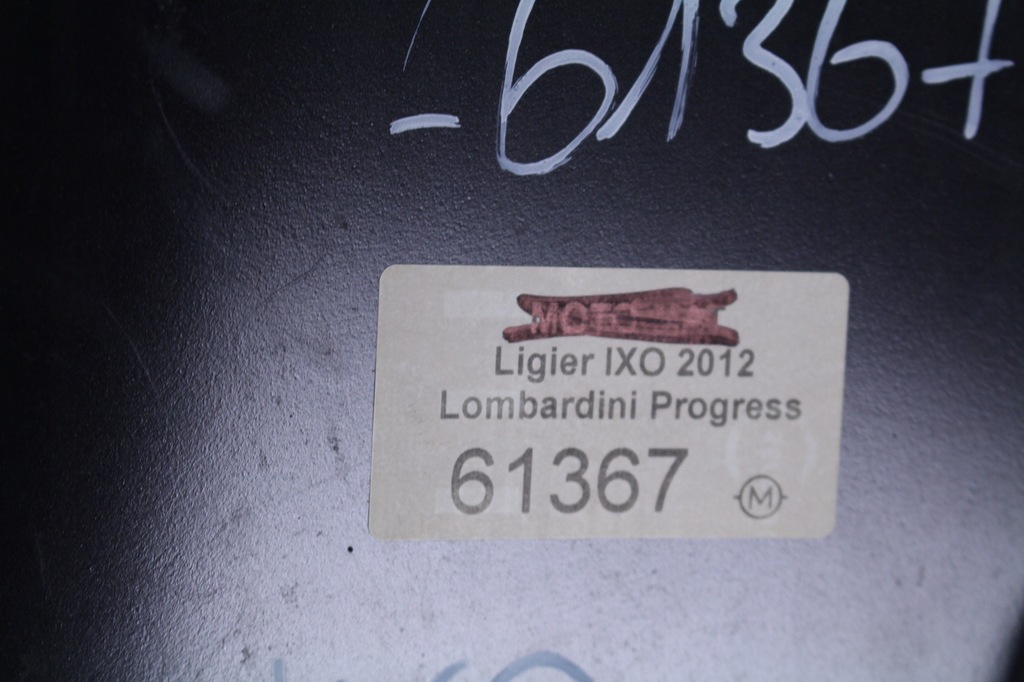 -61367
Ligier IXO 2012
Lombardini Progress
61367
M